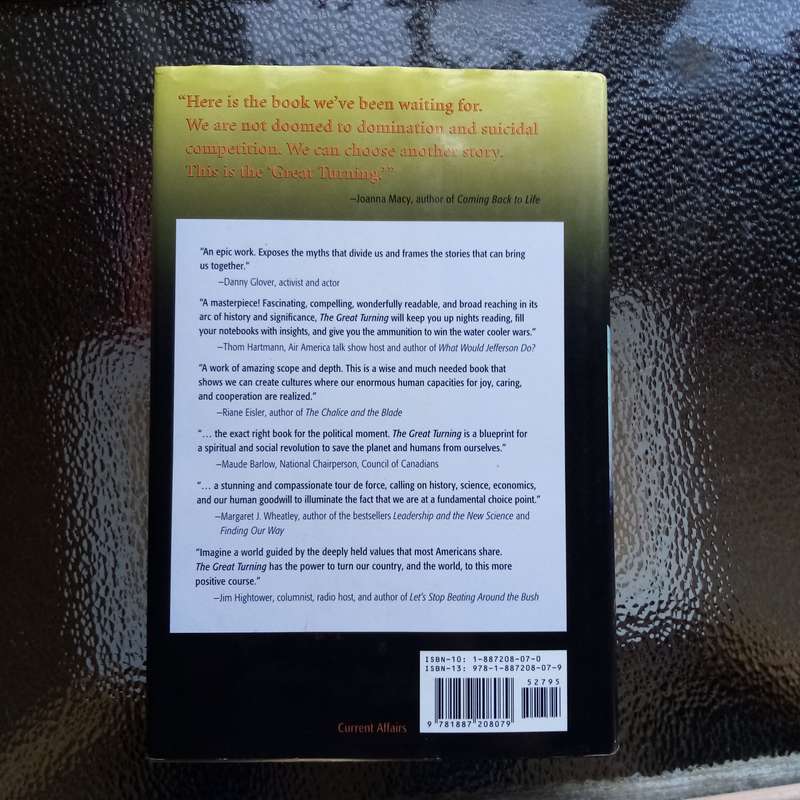 “Here is the book we’ve been waiting for.
We are not doomed to domination and suicidal
competition. We can choose another story.
This is the ‘Great Turning.’”
—Joanna Macy, author of Coming Back to Life
“An epic work. Exposes the myths that divide us and frames the stories that can bring
us together.”
—Danny Glover, activist and actor
“A masterpiece! Fascinating, compelling, wonderfully readable, and broad reaching in its
arc of history and significance, The Great Turning will keep you up nights reading, fill
your notebooks with insights, and give you the ammunition to win the water cooler wars.”
—Thom Hartmann, Air America talk show host and author of What Would Jefferson Do?
“A work of amazing scope and depth. This is a wise and much needed book that
shows we can create cultures where our enormous human capacities for joy, caring,
and cooperation are realized.”
—Riane Eisler, author of The Chalice and the Blade
“… the exact right book for the political moment. The Great Turning is a blueprint for
a spiritual and social revolution to save the planet and humans from ourselves.”
—Maude Barlow, National Chairperson, Council of Canadians
“… a stunning and compassionate tour de force, calling on history, science, economics,
and our human goodwill to illuminate the fact that we are at a fundamental choice point.”
—Margaret J. Wheatley, author of the bestsellers Leadership and the New Science and
Finding Our Way
“Imagine a world guided by the deeply held values that most Americans share.
The Great Turning has the power to turn our country, and the world, to this more
positive course.”
—Jim Hightower, columnist, radio host, and author of Let’s Stop Beating Around the Bush
ISBN-10: 1-887208-07-0
ISBN-13: 978-1-887208-07-9
52795
9 781887 208079
Current Affairs